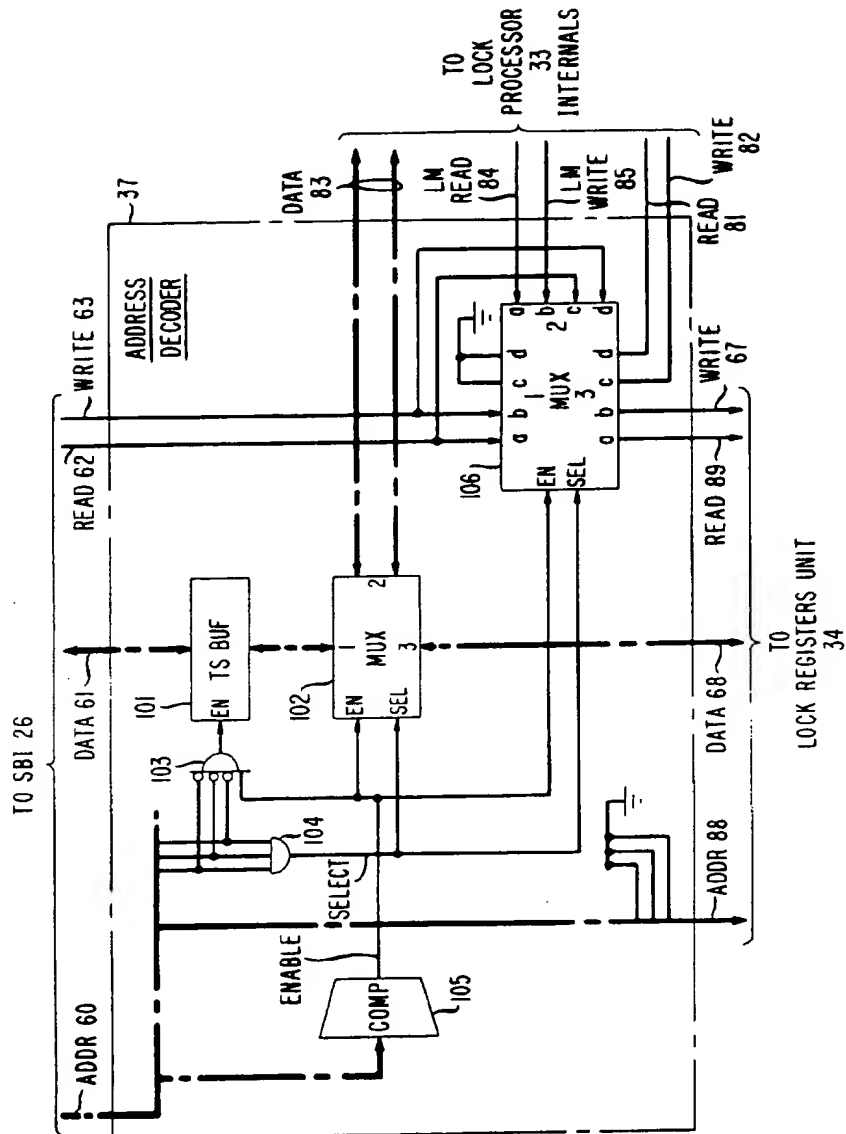 TO SBI 26
ADDR 60
DATA 61
READ 62
WRITE 63
37
ADDRESS
DECODER
101
EN
TS BUF
103
104
102
EN
SEL
1
MUX
2
3
DATA
83
TO LOCK
PROCESSOR
33
INTERNALS
106
EN
SEL
a b c d
1
MUX
2
3
a
b
c
d
a b c d
LM
READ
84
LM
WRITE
85
READ
81
WRITE
82
SELECT
ENABLE
COMP
105
ADDR 88
DATA 68
READ 89
WRITE
67
TO
LOCK REGISTERS UNIT
34